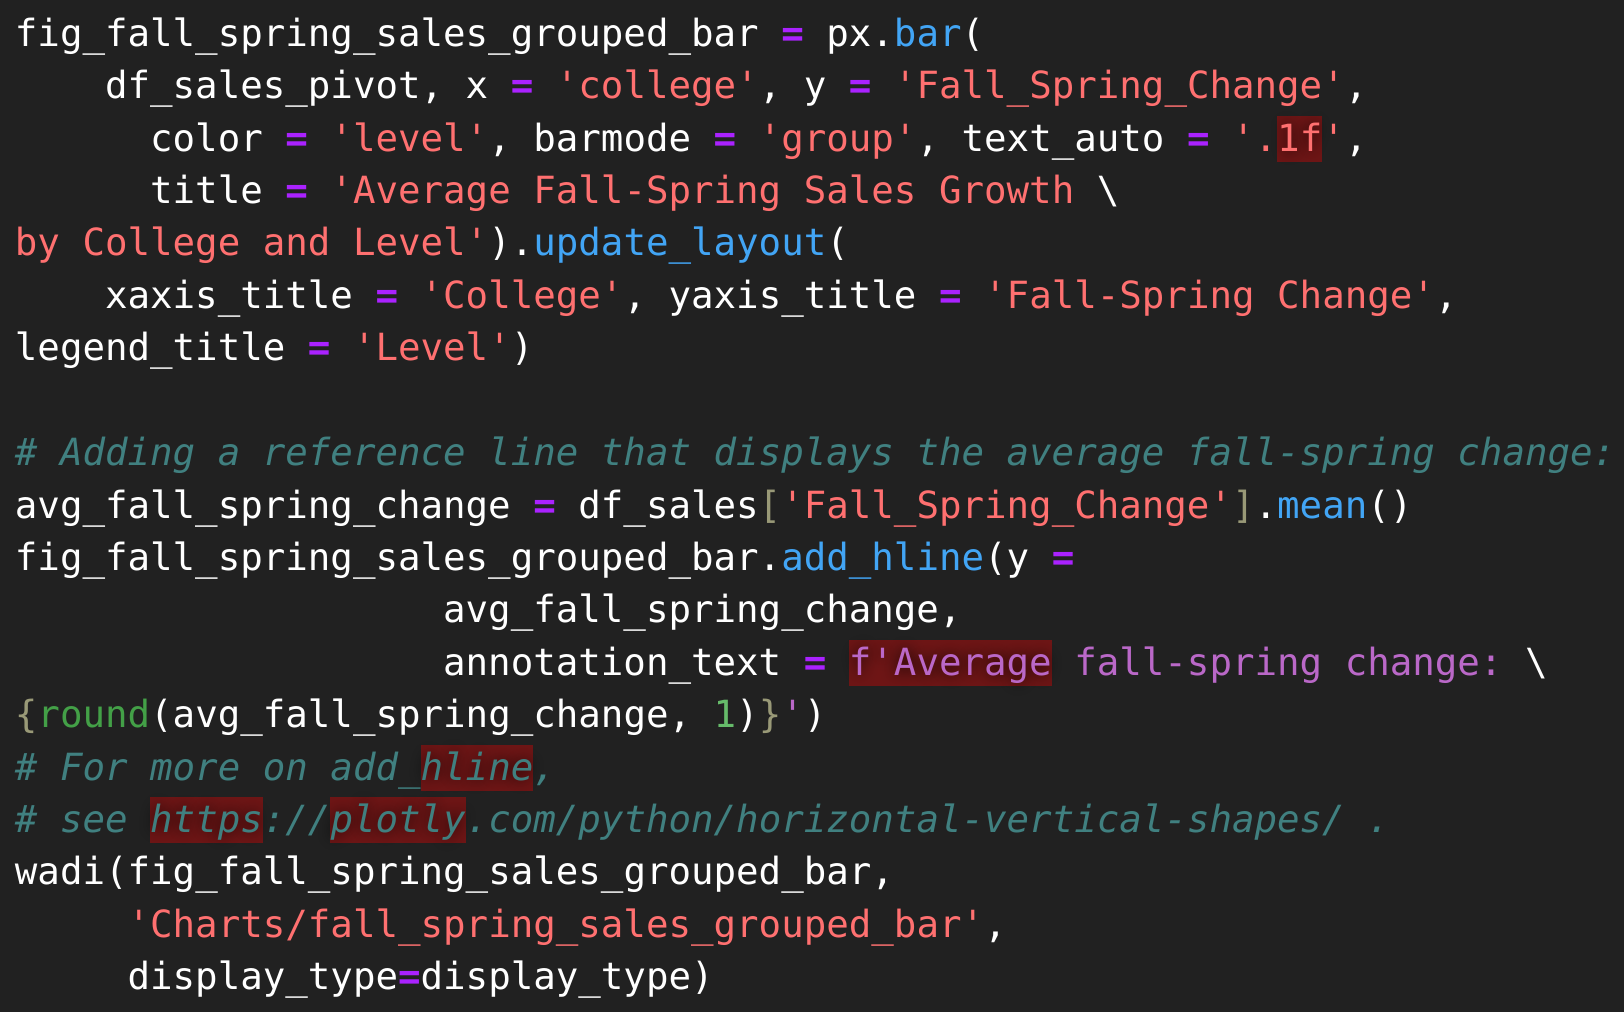 fig_fall_spring_sales_grouped_bar = px.bar(
    df_sales_pivot, x = 'college', y = 'Fall_Spring_Change',
      color = 'level', barmode = 'group', text_auto = '.1f',
      title = 'Average Fall-Spring Sales Growth \
by College and Level').update_layout(
    xaxis_title = 'College', yaxis_title = 'Fall-Spring Change',
legend_title = 'Level')

# Adding a reference line that displays the average fall-spring change:
avg_fall_spring_change = df_sales['Fall_Spring_Change'].mean()
fig_fall_spring_sales_grouped_bar.add_hline(y =
                   avg_fall_spring_change,
                   annotation_text = f'Average fall-spring change: \
{round(avg_fall_spring_change, 1)}')
# For more on add_hline,
# see https://plotly.com/python/horizontal-vertical-shapes/ .
wadi(fig_fall_spring_sales_grouped_bar,
     'Charts/fall_spring_sales_grouped_bar',
     display_type=display_type)